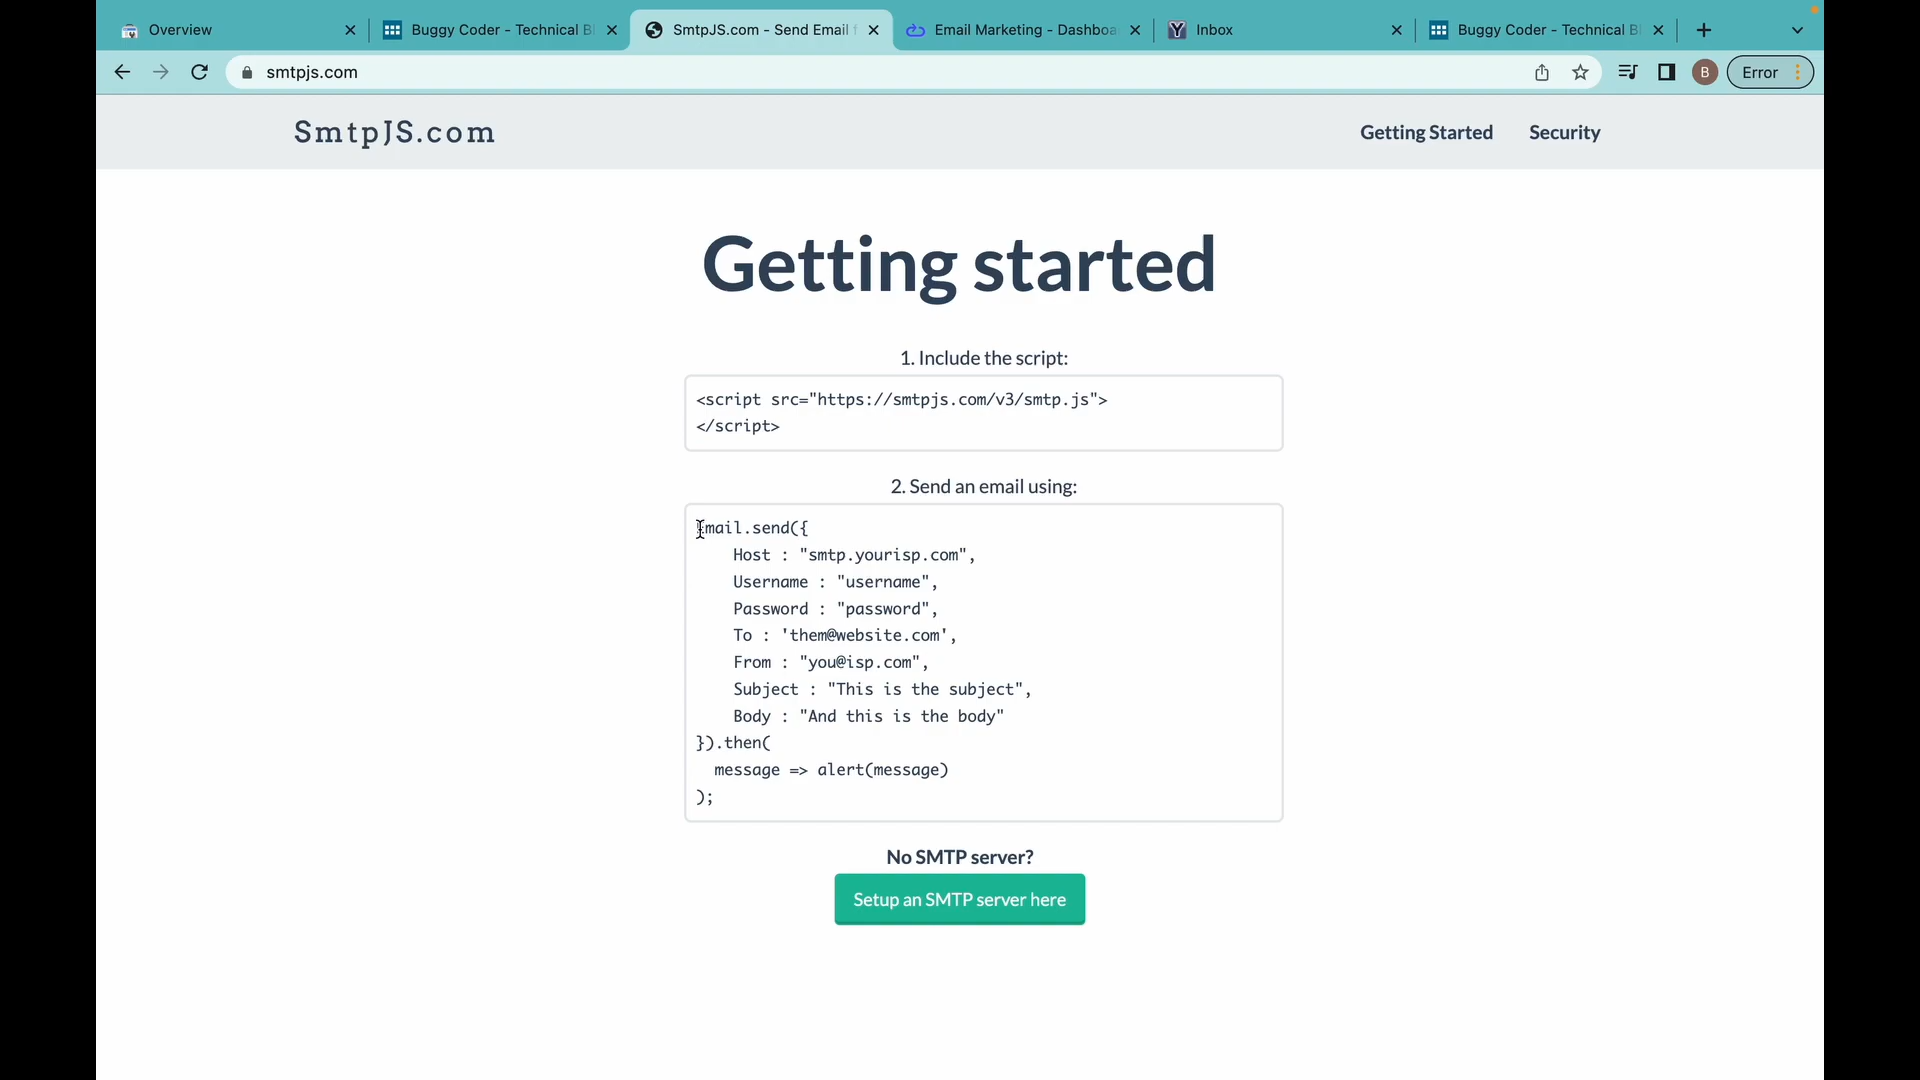 Overview
Buggy Coder - Technical Bl
SmtpJS.com - Send Email f
Email Marketing - Dashboa
Inbox
Buggy Coder - Technical Bl
smtpjs.com
B
Error
SmtpJS.com
Getting Started
Security
Getting started
1. Include the script:
<script src="https://smtpjs.com/v3/smtp.js">
</script>
2. Send an email using:
Email.send({
Host : "smtp.yourisp.com",
Username : "username",
Password : "password",
To : 'them@website.com',
From : "you@isp.com",
Subject : "This is the subject",
Body : "And this is the body"
}).then(
message => alert(message)
);
No SMTP server?
Setup an SMTP server here